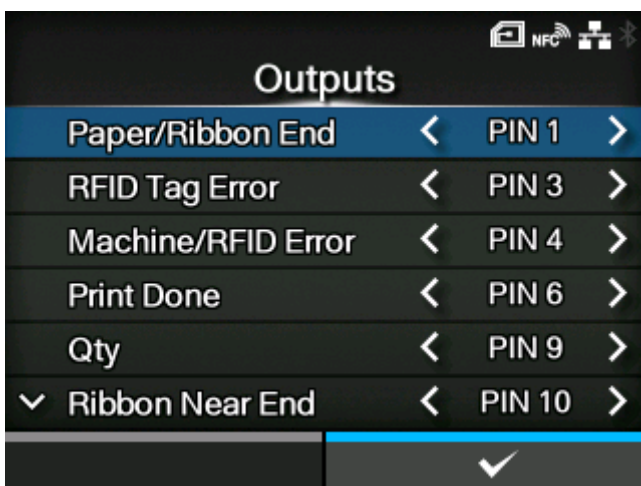 NFC
Outputs
Paper/Ribbon End PIN 1
RFID Tag Error PIN 3
Machine/RFID Error PIN 4
Print Done PIN 6
Qty PIN 9
Ribbon Near End PIN 10